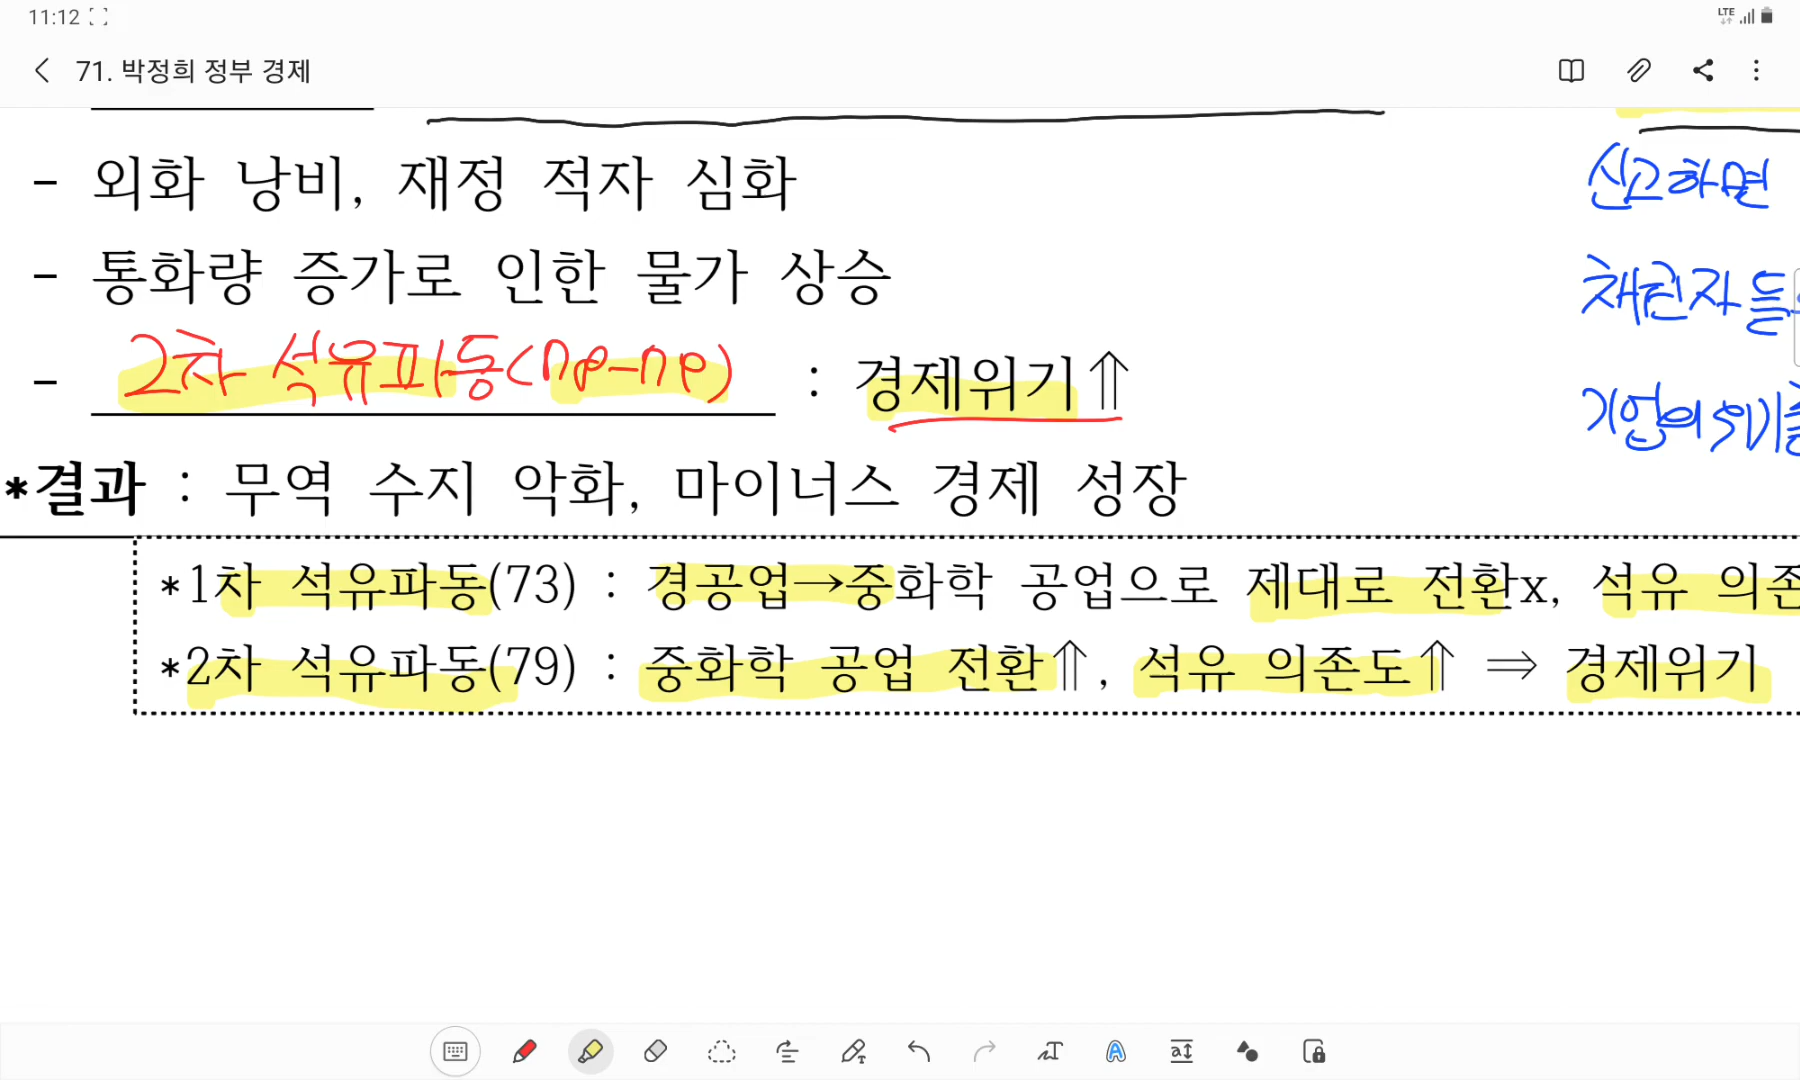 11:12
LTE
71. 박정희 정부 경제
- 외화 낭비, 재정 적자 심화
- 통화량 증가로 인한 물가 상승
- 2차 석유파동 : 경제위기⇑
*결과 : 무역 수지 악화, 마이너스 경제 성장
*1차 석유파동(73) : 경공업→중화학 공업으로 제대로 전환x, 석유 의존
*2차 석유파동(79) : 중화학 공업 전환⇑, 석유 의존도⇑ ⇒ 경제위기
신고하면
채권자들
기업의 위기